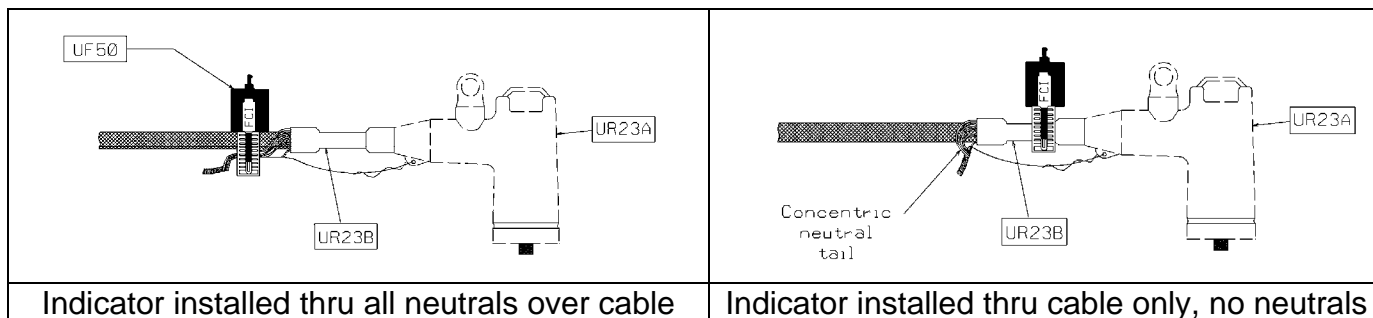 UF50
FCI
UR23A
UR23B
Indicator installed thru all neutrals over cable
FCI
UR23A
Concentric
neutral
tail
UR23B
Indicator installed thru cable only, no neutrals